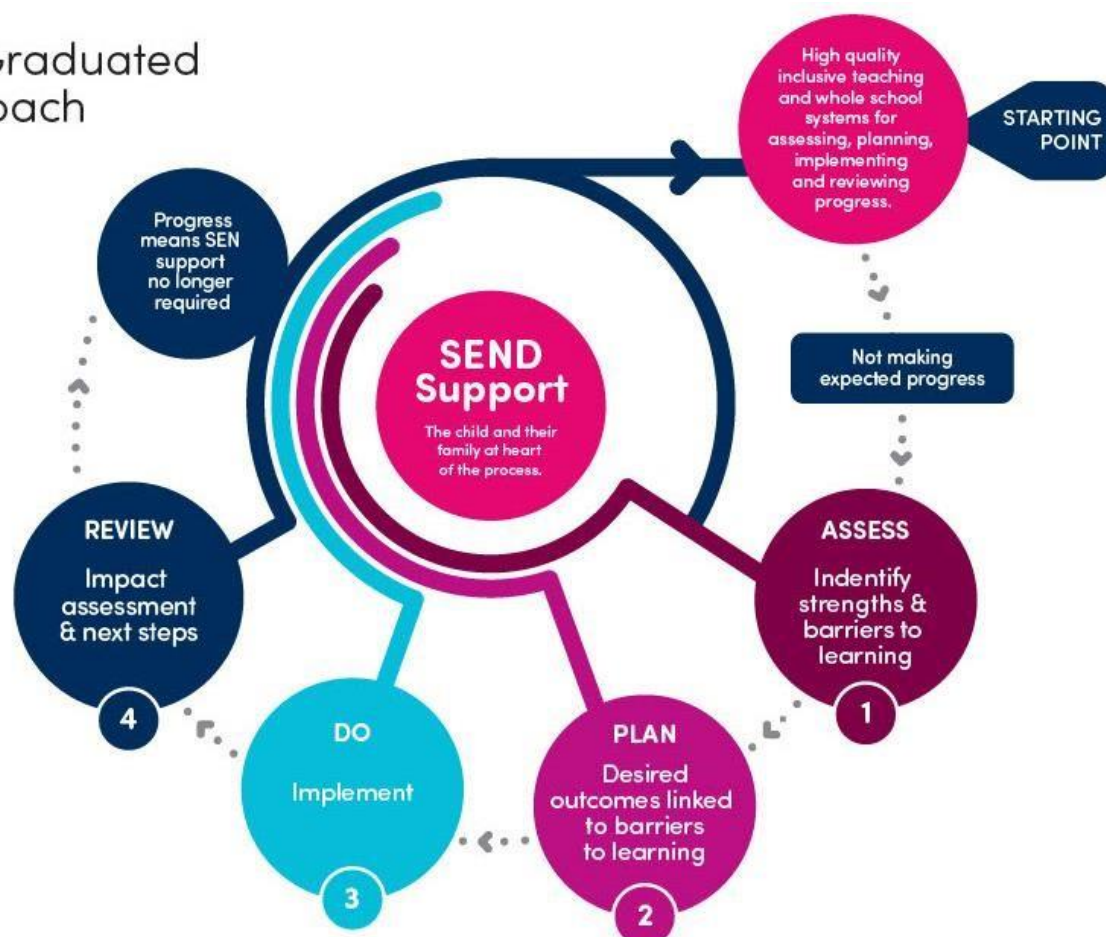 Graduated
oach
High quality
inclusive teaching
and whole school
systems for
assessing, planning,
implementing
and reviewing
progress.
STARTING
POINT
Progress
means SEN
support
no longer
required
Not making
expected progress
SEND
Support
The child and their
family at heart
of the process.
ASSESS
Indentify
strengths &
barriers to
learning
1
PLAN
Desired
outcomes linked
to barriers
to learning
2
DO
Implement
3
REVIEW
Impact
assessment
& next steps
4